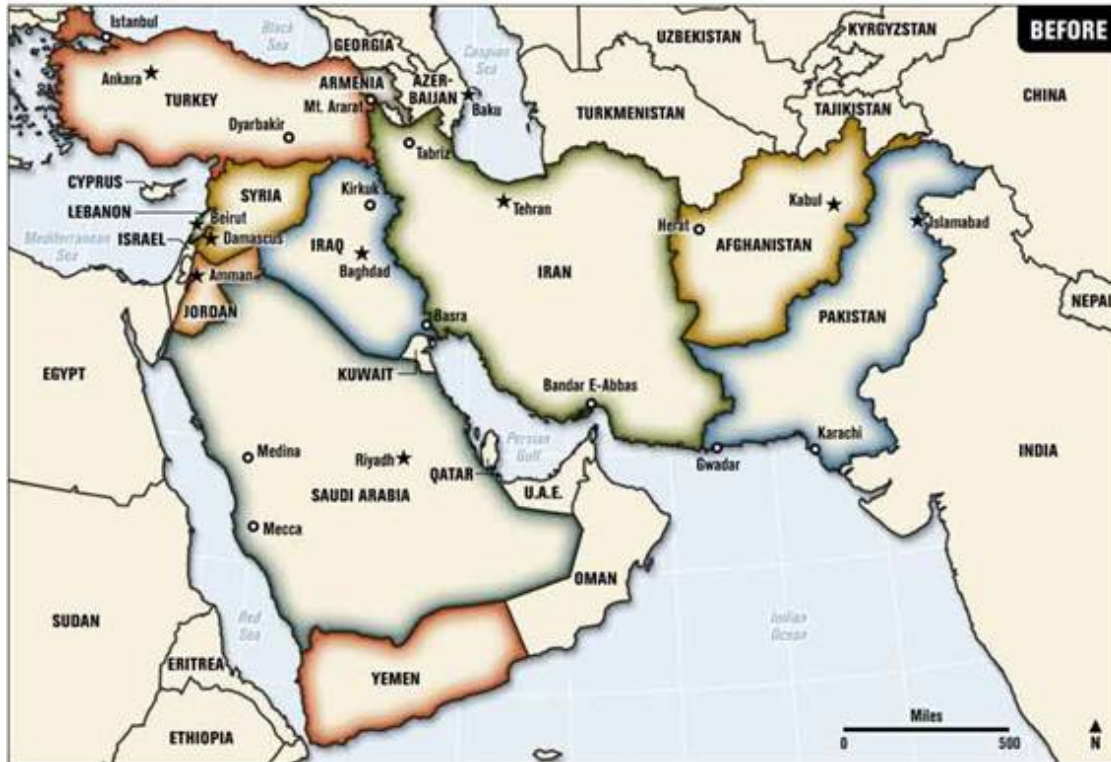 BEFORE
Istanbul
Black
Sea
GEORGIA
Caspian
Sea
UZBEKISTAN
KYRGYZSTAN
Ankara
TURKEY
ARMENIA
Mt. Ararat
AZER-
BAIJAN
Baku
TURKMENISTAN
TAJIKISTAN
CHINA
Dyarbakir
Tabriz
CYPRUS
SYRIA
Kirkuk
Tehran
Kabul
Islamabad
LEBANON
Beirut
Herat
Mediterranean
Sea
ISRAEL
Damascus
IRAQ
Baghdad
AFGHANISTAN
IRAN
Amman
JORDAN
NEPAL
Basra
PAKISTAN
EGYPT
KUWAIT
Bandar E-Abbas
Medina
Riyadh
Persian
Gulf
Karachi
Gwadar
INDIA
QATAR
U.A.E.
SAUDI ARABIA
Mecca
OMAN
SUDAN
Red
Sea
Indian
Ocean
ERITREA
YEMEN
ETHIOPIA
Miles
0 500
N